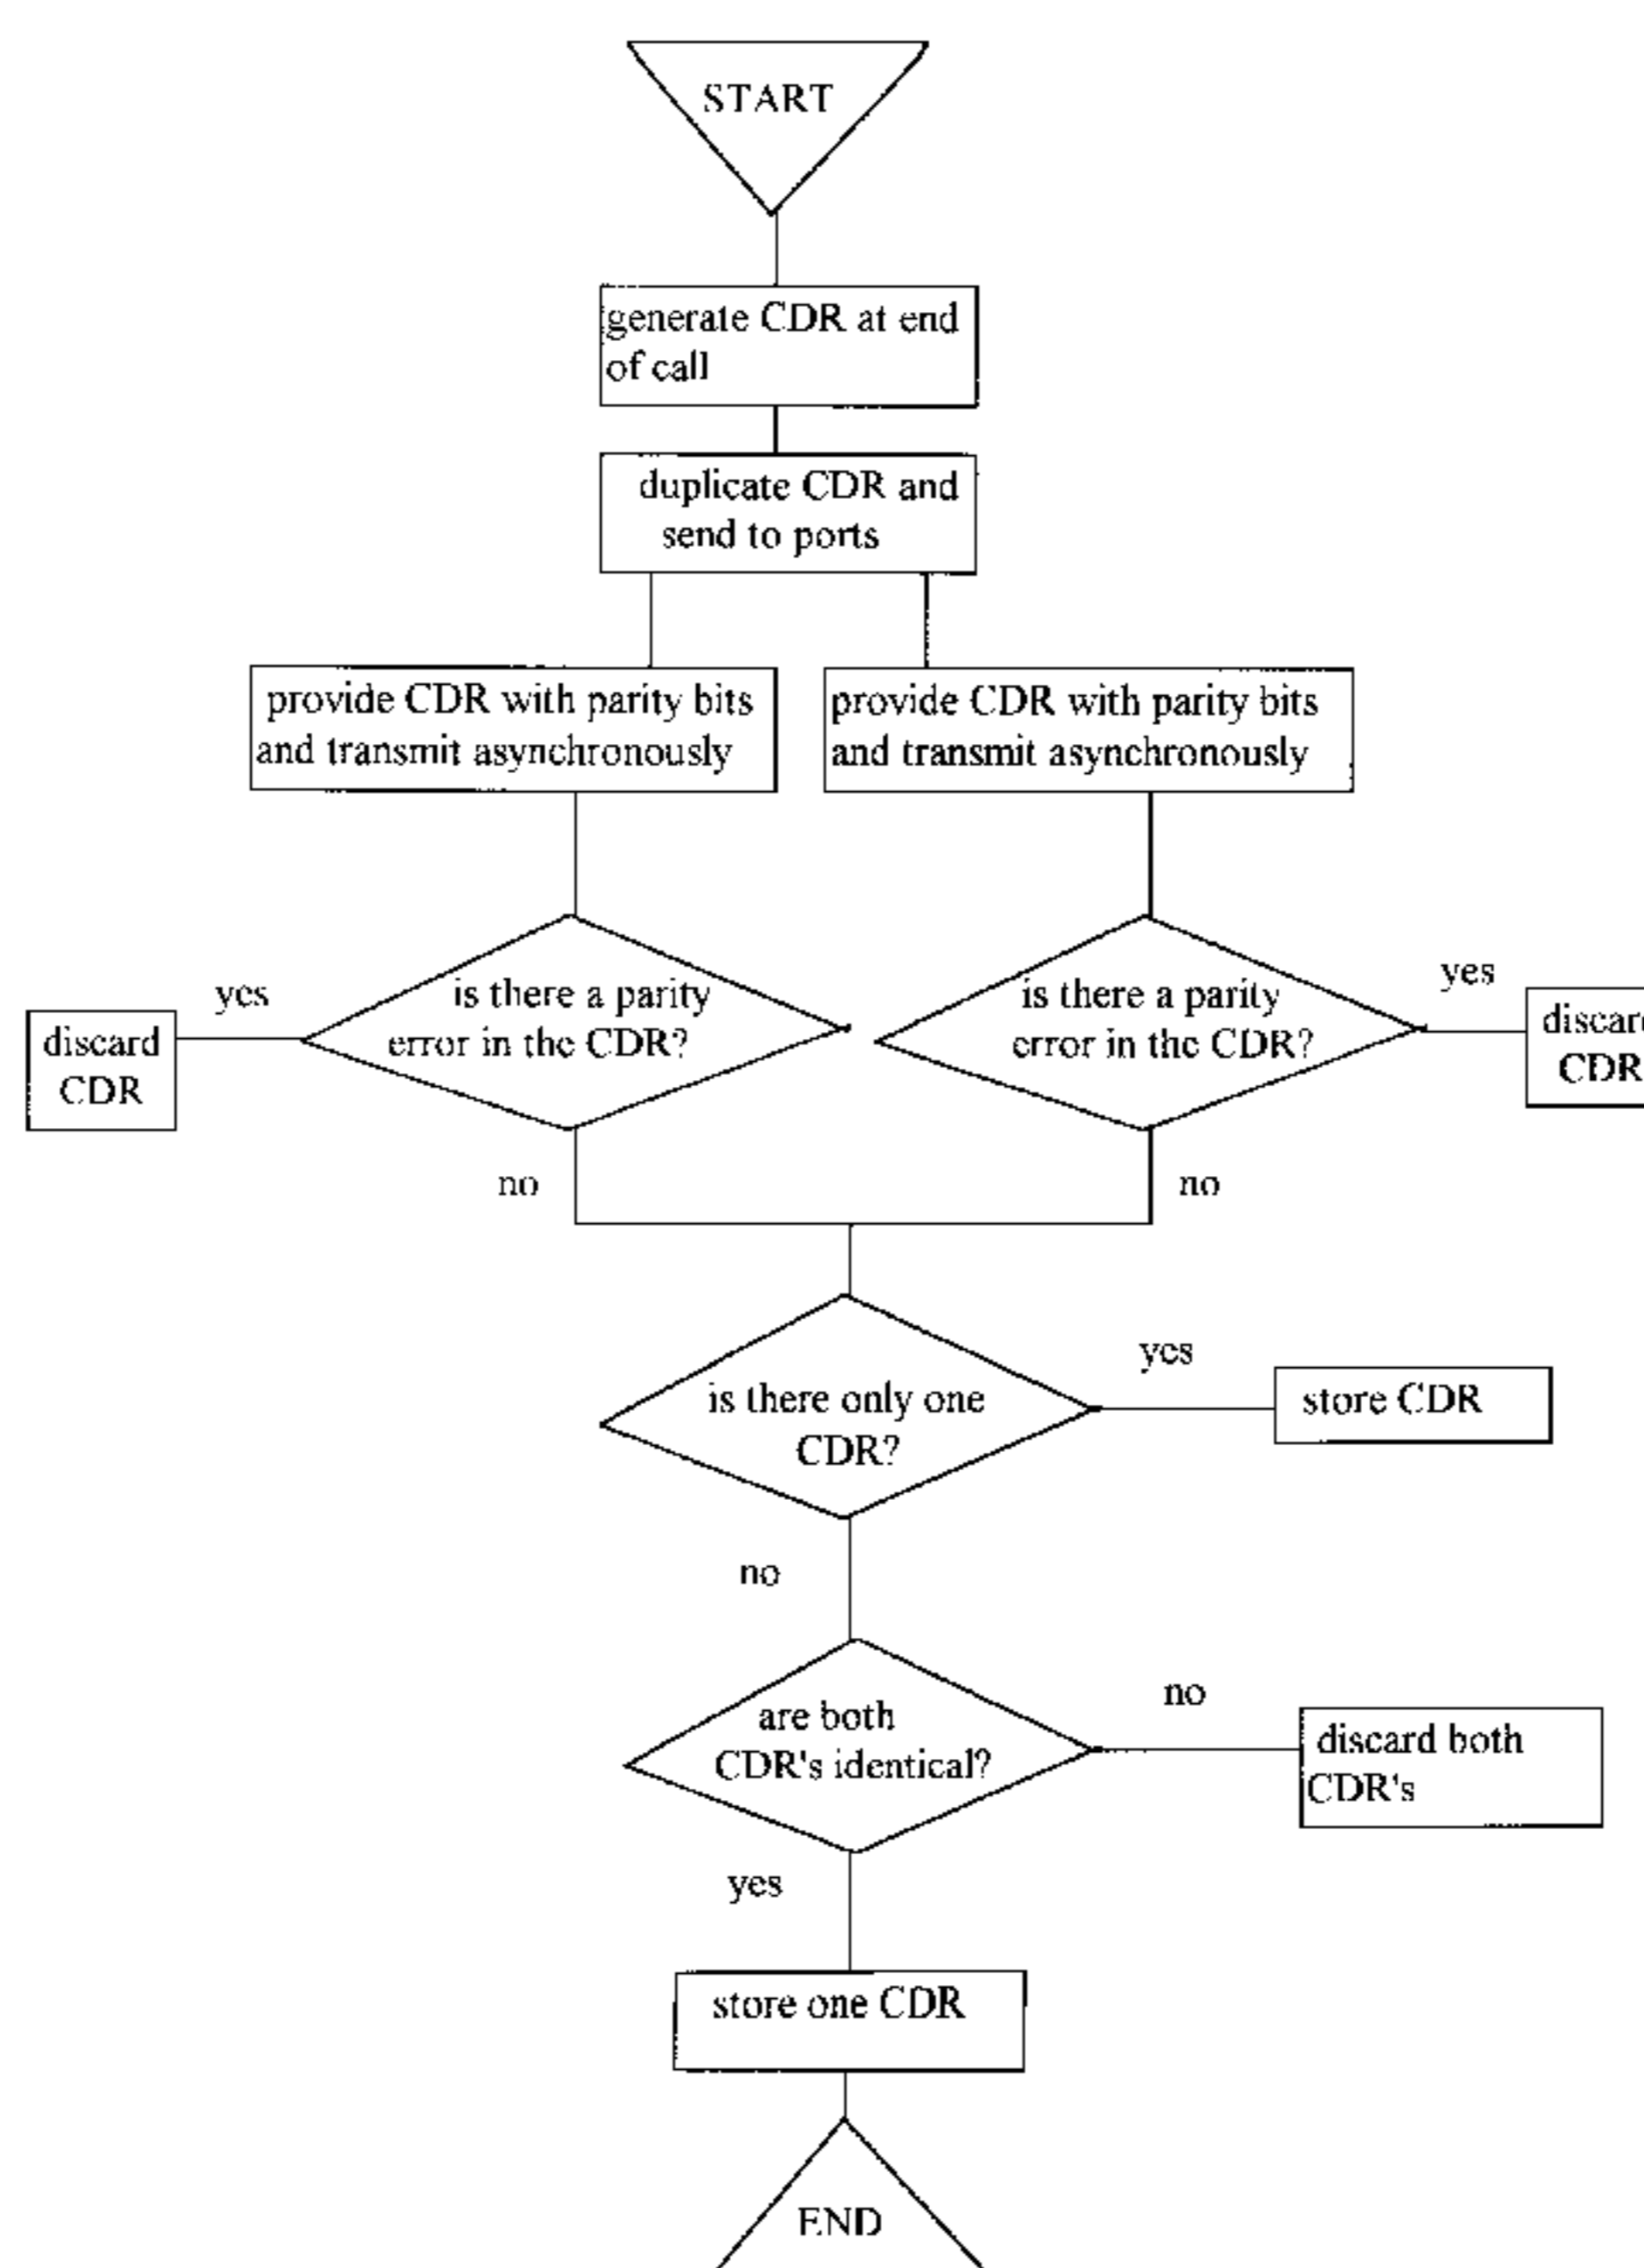 START
generate CDR at end
of call
duplicate CDR and
send to ports
provide CDR with parity bits
and transmit asynchronously
provide CDR with parity bits
and transmit asynchronously
yes
is there a parity
error in the CDR?
discard
CDR
is there a parity
error in the CDR?
yes
CDR
no
no
is there only one
CDR?
yes
store CDR
no
are both
CDR's identical?
no
discard both
CDR's
yes
store one CDR
END